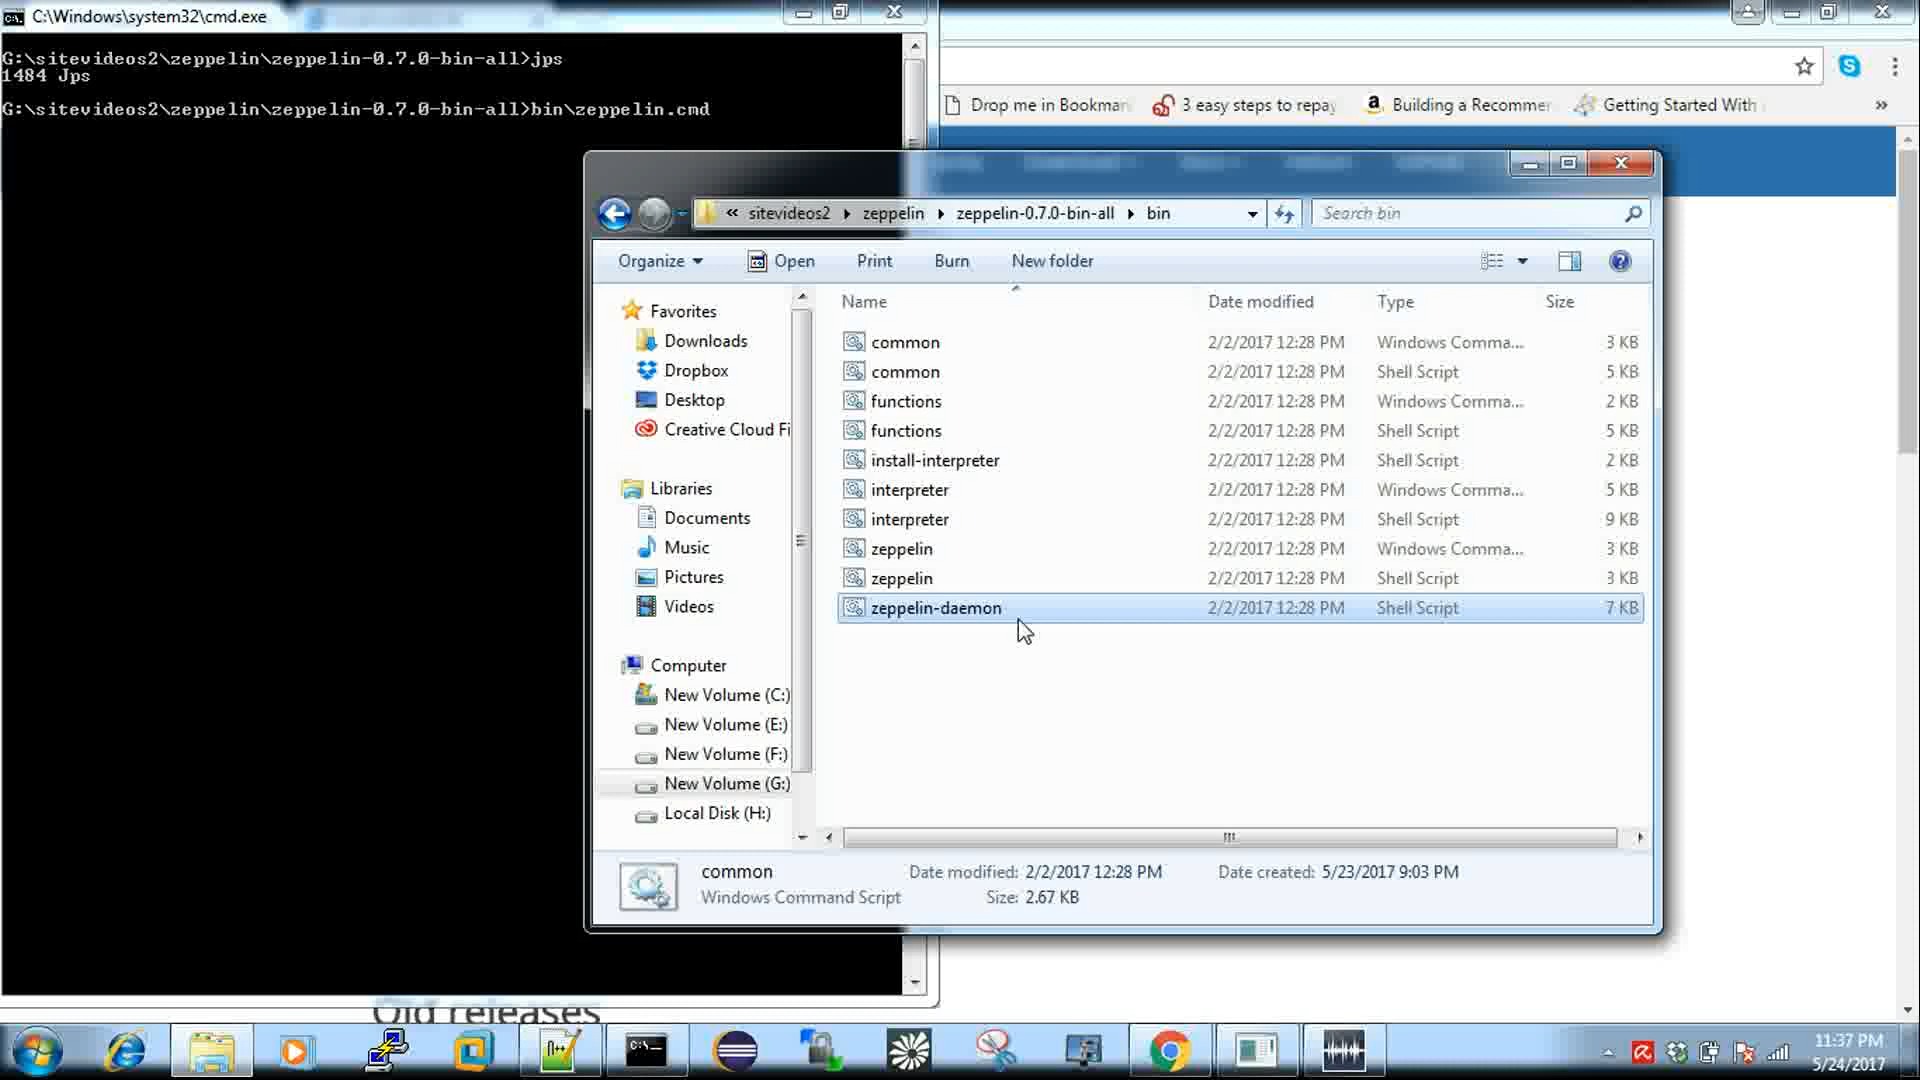 C:\Windows\system32\cmd.exe
G:\sitevideos2\zeppelin\zeppelin-0.7.0-bin-all>jps
1484 Jps
G:\sitevideos2\zeppelin\zeppelin-0.7.0-bin-all>bin\zeppelin.cmd
Drop me in Bookmar
3 easy steps to repay
Building a Recommer
Getting Started With
»
« sitevideos2 ▸ zeppelin ▸ zeppelin-0.7.0-bin-all ▸ bin
Search bin
Organize Open Print Burn New folder
Favorites
Downloads
Dropbox
Desktop
Creative Cloud Fi
Libraries
Documents
Music
Pictures
Videos
Computer
New Volume (C:)
New Volume (E:)
New Volume (F:)
New Volume (G:)
Local Disk (H:)
Name Date modified Type Size
common 2/2/2017 12:28 PM Windows Comma... 3 KB
common 2/2/2017 12:28 PM Shell Script 5 KB
functions 2/2/2017 12:28 PM Windows Comma... 2 KB
functions 2/2/2017 12:28 PM Shell Script 5 KB
install-interpreter 2/2/2017 12:28 PM Shell Script 2 KB
interpreter 2/2/2017 12:28 PM Windows Comma... 5 KB
interpreter 2/2/2017 12:28 PM Shell Script 9 KB
zeppelin 2/2/2017 12:28 PM Windows Comma... 3 KB
zeppelin 2/2/2017 12:28 PM Shell Script 3 KB
zeppelin-daemon 2/2/2017 12:28 PM Shell Script 7 KB
common Date modified: 2/2/2017 12:28 PM Date created: 5/23/2017 9:03 PM
Windows Command Script Size: 2.67 KB
Old releases
11:37 PM
5/24/2017